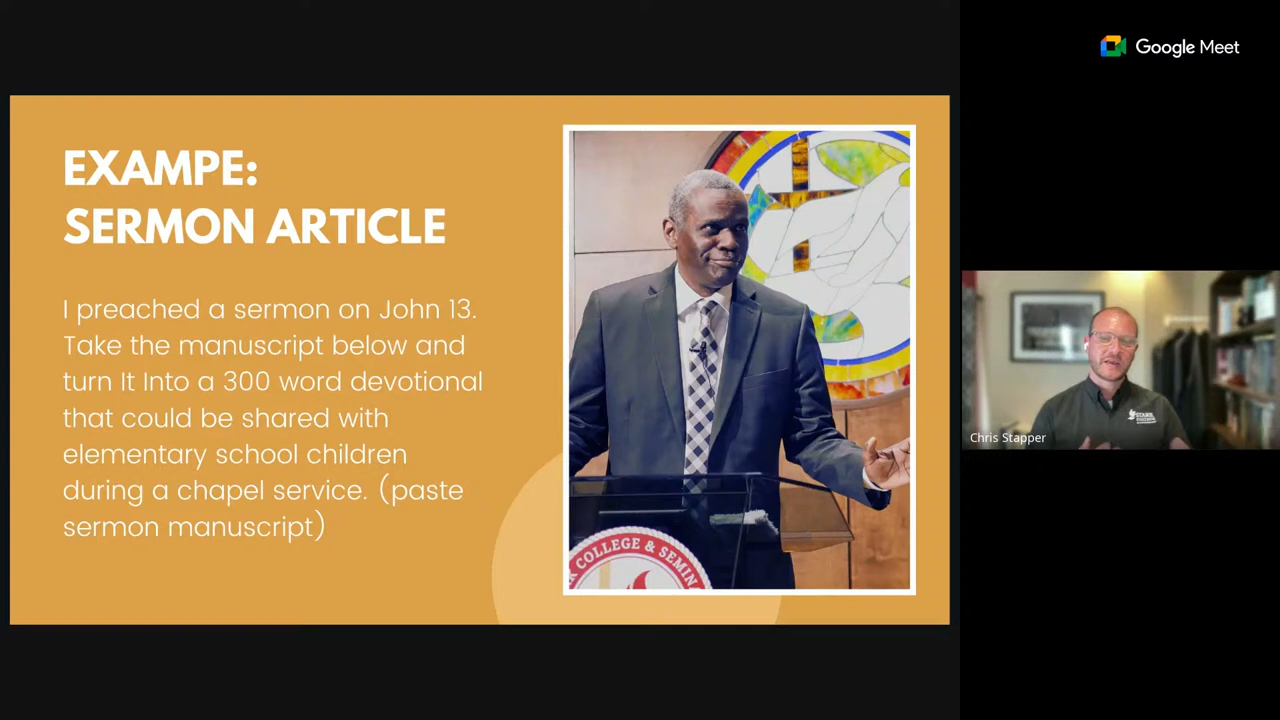 Google Meet
EXAMPE:
SERMON ARTICLE
I preached a sermon on John 13.
Take the manuscript below and
turn It Into a 300 word devotional
that could be shared with
elementary school children
during a chapel service. (paste
sermon manuscript)
COLLEGE & SEMIN
Chris Stapper